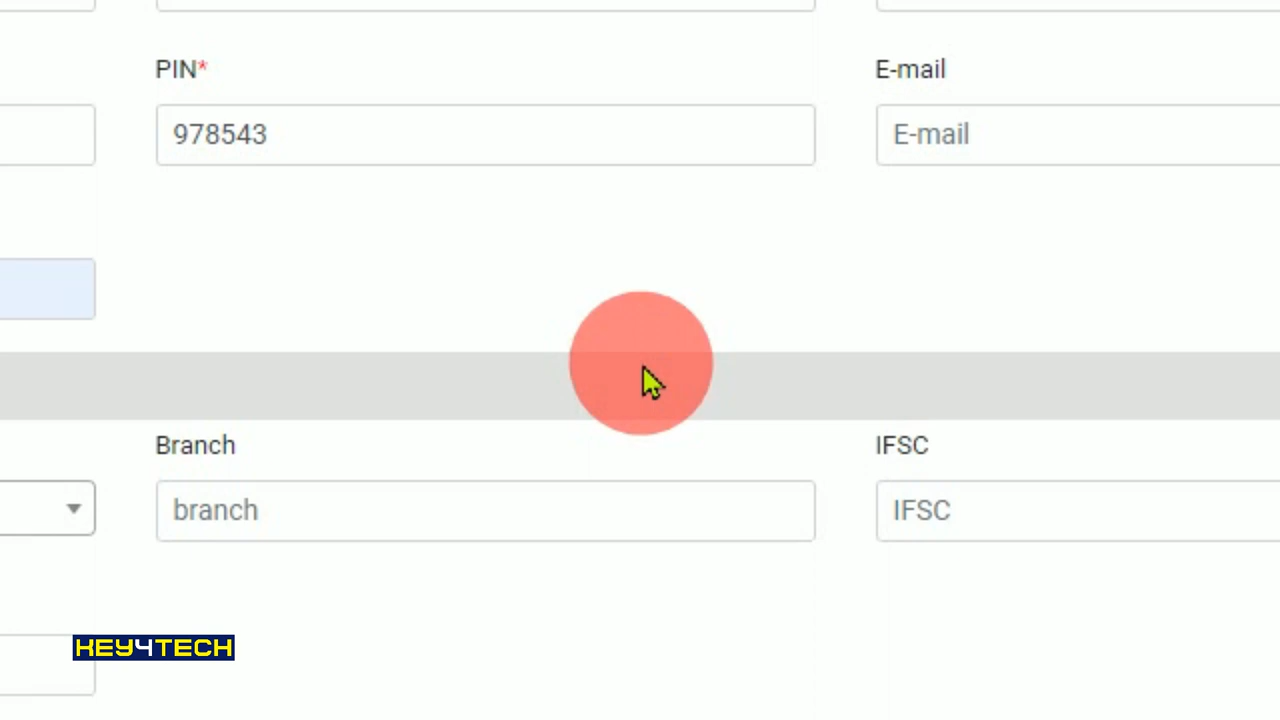 PIN*
E-mail
978543
E-mail
Branch
IFSC
branch
IFSC
KEY4TECH